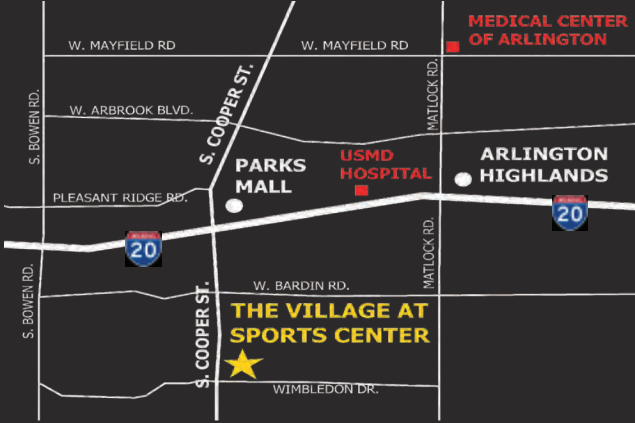 MEDICAL CENTER
OF ARLINGTON
W. MAYFIELD RD
W. MAYFIELD RD
S. BOWEN RD.
W. ARBROOK BLVD.
S. COOPER ST.
MATLOCK RD.
PARKS
MALL
USMD
HOSPITAL
ARLINGTON
HIGHLANDS
PLEASANT RIDGE RD.
20
20
S. BOWEN RD.
S. COOPER ST.
MATLOCK RD.
W. BARDIN RD.
THE VILLAGE AT
SPORTS CENTER
WIMBLEDON DR.